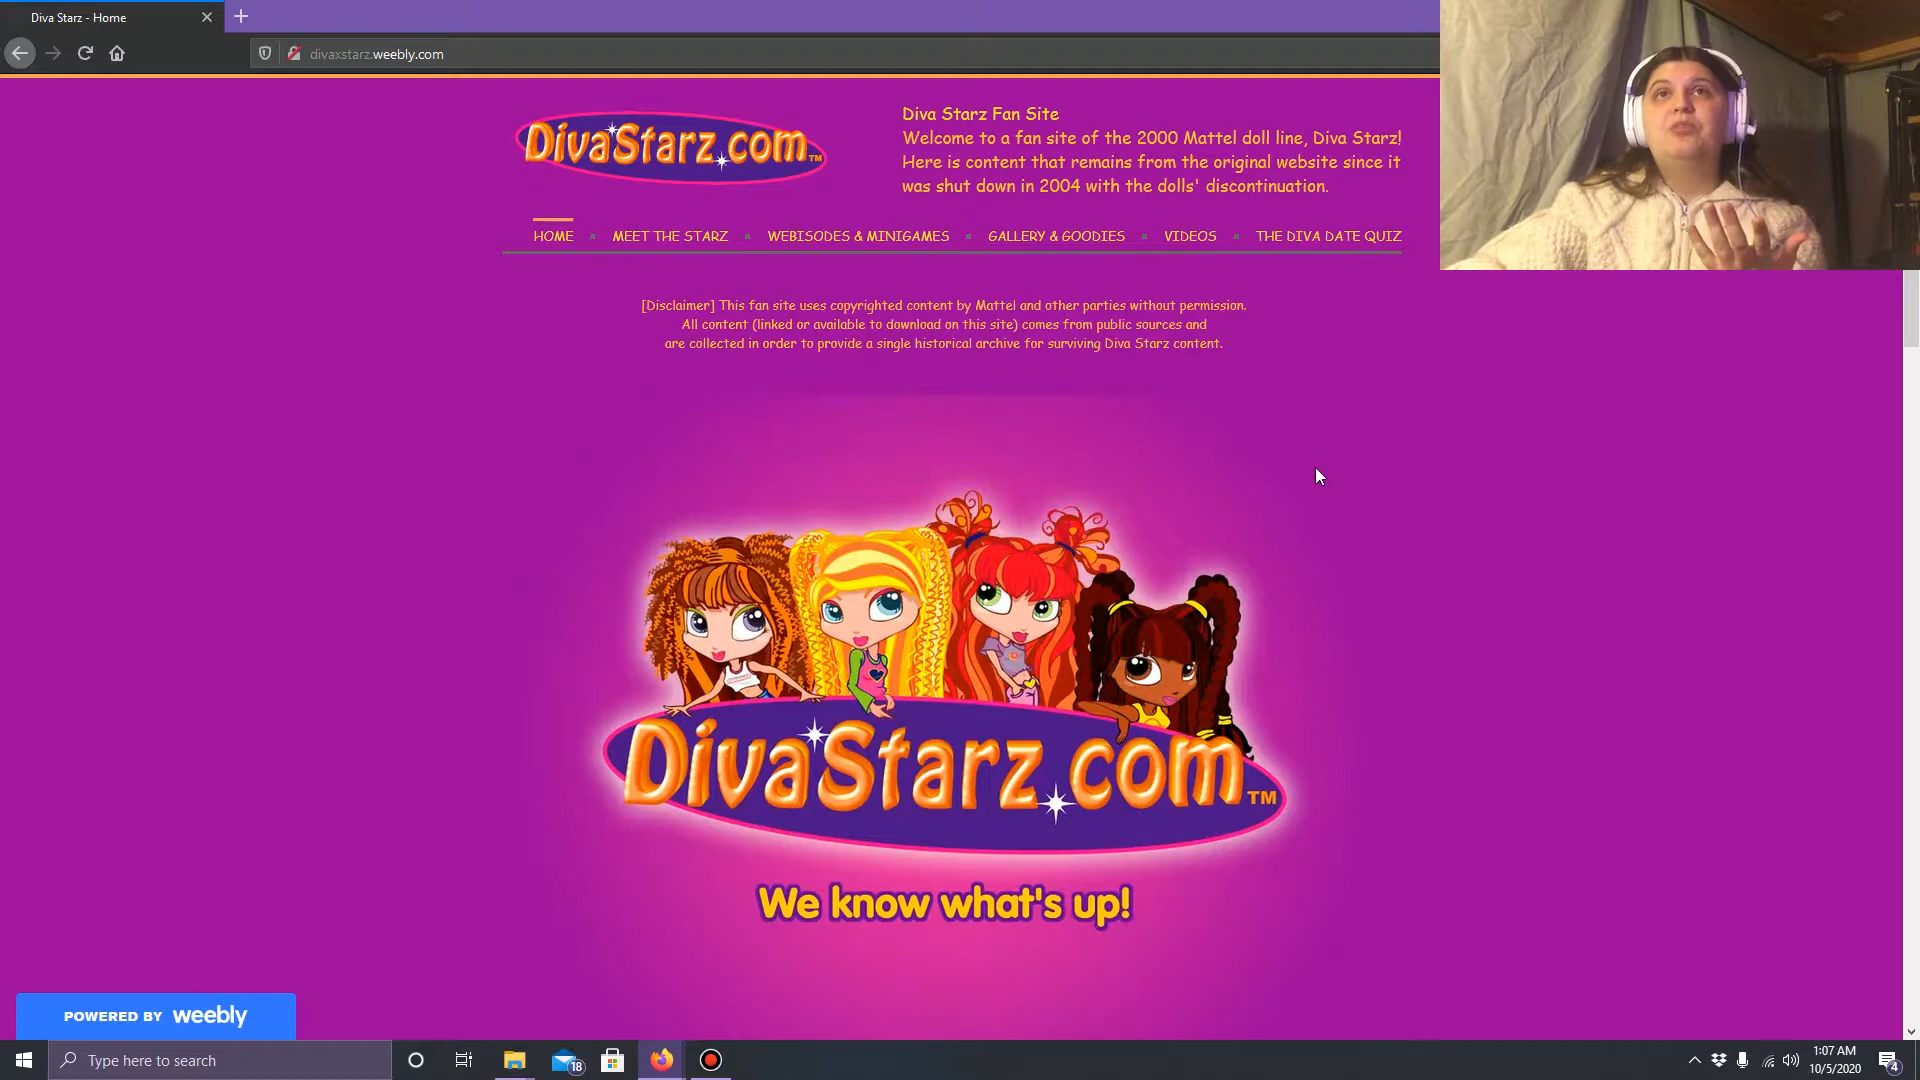 Diva Starz - Home
divaxstarz.weebly.com
DivaStarz.com™
Diva Starz Fan Site
Welcome to a fan site of the 2000 Mattel doll line, Diva Starz!
Here is content that remains from the original website since it
was shut down in 2004 with the dolls' discontinuation.
HOME MEET THE STARZ WEBISODES & MINIGAMES GALLERY & GOODIES VIDEOS THE DIVA DATE QUIZ
[Disclaimer] This fan site uses copyrighted content by Mattel and other parties without permission.
All content (linked or available to download on this site) comes from public sources and
are collected in order to provide a single historical archive for surviving Diva Starz content.
DivaStarz.com™
We know what's up!
POWERED BY weebly
Type here to search
18
1:07 AM
10/5/2020
4